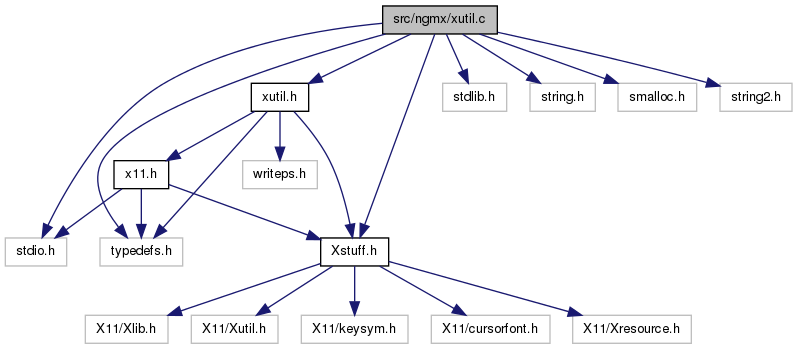 src/ngmx/xutil.c
xutil.h
stdlib.h
string.h
smalloc.h
string2.h
x11.h
writeps.h
stdio.h
typedefs.h
Xstuff.h
X11/Xlib.h
X11/Xutil.h
X11/keysym.h
X11/cursorfont.h
X11/Xresource.h